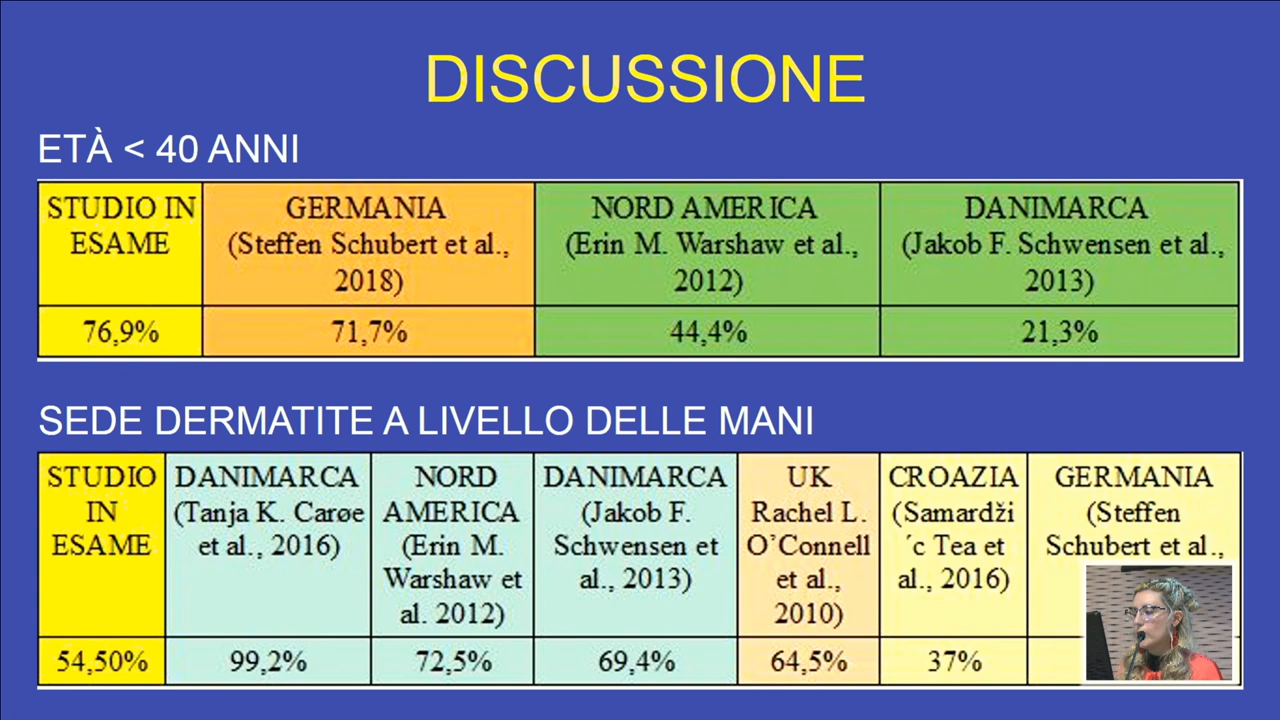 DISCUSSIONE
ETÀ < 40 ANNI
STUDIO IN ESAME
GERMANIA (Steffen Schubert et al., 2018)
NORD AMERICA (Erin M. Warshaw et al., 2012)
DANIMARCA (Jakob F. Schwensen et al., 2013)
76,9%
71,7%
44,4%
21,3%
SEDE DERMATITE A LIVELLO DELLE MANI
STUDIO IN ESAME
DANIMARCA (Tanja K. Carøe et al., 2016)
NORD AMERICA (Erin M. Warshaw et al. 2012)
DANIMARCA (Jakob F. Schwensen et al., 2013)
UK Rachel L. O’Connell et al., 2010)
CROAZIA (Samardži ´c Tea et al., 2016)
GERMANIA (Steffen Schubert et al.,
54,50%
99,2%
72,5%
69,4%
64,5%
37%